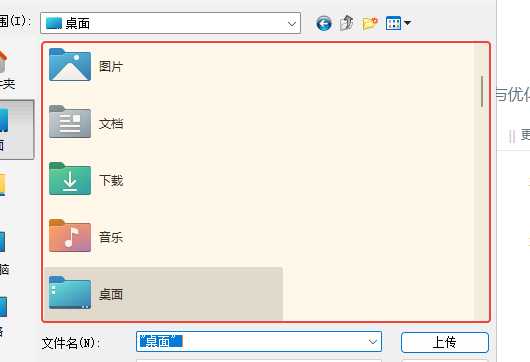 围(I): 桌面
与优化
图片
件夹
文档
更
面
下载
音乐
脑
桌面
络
文件名(N): "桌面" 上传